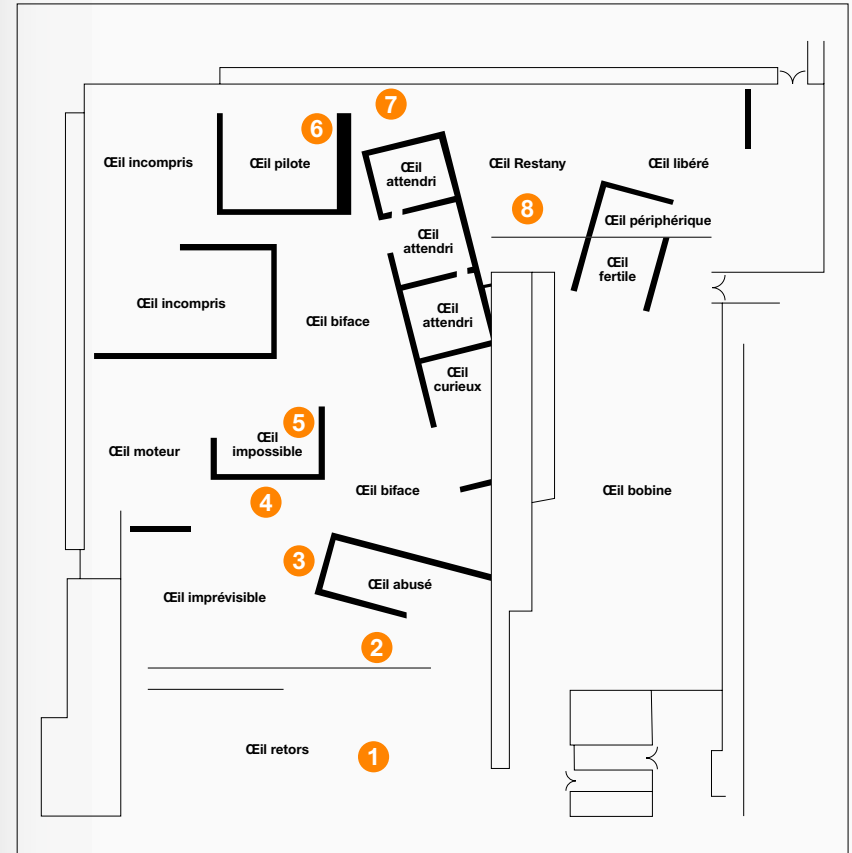 7
6
Œil incompris
Œil pilote
Œil
attendri
Œil Restany
Œil libéré
8
Œil périphérique
Œil
attendri
Œil
fertile
Œil incompris
Œil biface
Œil
attendri
Œil
curieux
5
Œil moteur
Œil
impossible
4
Œil biface
Œil bobine
3
Œil abusé
Œil imprévisible
2
Œil retors
1